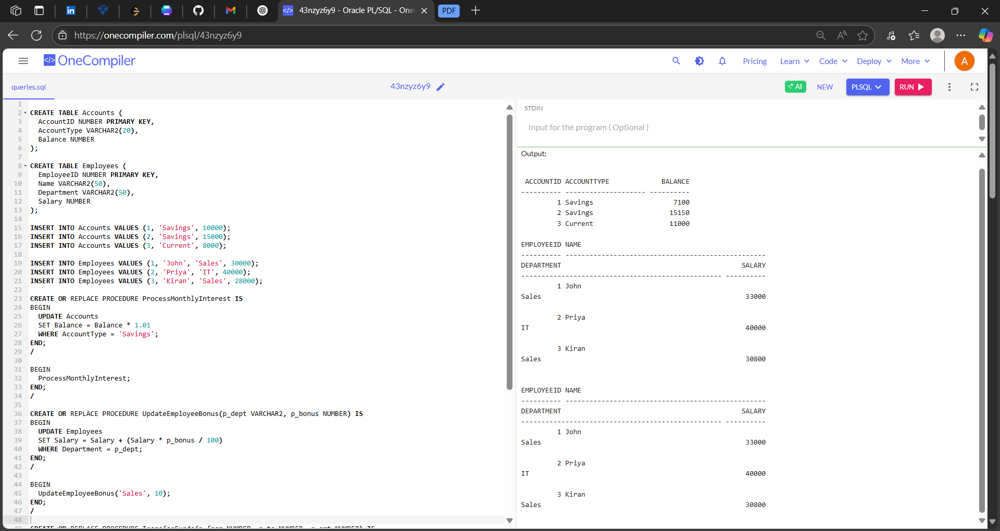 43nzyz6y9 - Oracle PL/SQL - One
PDF
https://onecompiler.com/plsql/43nzyz6y9
OneCompiler
Pricing
Learn
Code
Deploy
More
A
queries.sql
43nzyz6y9
AI
NEW
PLSQL
RUN
1
2 CREATE TABLE Accounts (
3 AccountID NUMBER PRIMARY KEY,
4 AccountType VARCHAR2(20),
5 Balance NUMBER
6 );
7
8 CREATE TABLE Employees (
9 EmployeeID NUMBER PRIMARY KEY,
10 Name VARCHAR2(50),
11 Department VARCHAR2(50),
12 Salary NUMBER
13 );
14
15 INSERT INTO Accounts VALUES (1, 'Savings', 10000);
16 INSERT INTO Accounts VALUES (2, 'Savings', 15000);
17 INSERT INTO Accounts VALUES (3, 'Current', 8000);
18
19 INSERT INTO Employees VALUES (1, 'John', 'Sales', 30000);
20 INSERT INTO Employees VALUES (2, 'Priya', 'IT', 40000);
21 INSERT INTO Employees VALUES (3, 'Kiran', 'Sales', 28000);
22
23 CREATE OR REPLACE PROCEDURE ProcessMonthlyInterest IS
24 BEGIN
25 UPDATE Accounts
26 SET Balance = Balance * 1.01
27 WHERE AccountType = 'Savings';
28 END;
29 /
30
31 BEGIN
32 ProcessMonthlyInterest;
33 END;
34 /
35
36 CREATE OR REPLACE PROCEDURE UpdateEmployeeBonus(p_dept VARCHAR2, p_bonus NUMBER) IS
37 BEGIN
38 UPDATE Employees
39 SET Salary = Salary + (Salary * p_bonus / 100)
40 WHERE Department = p_dept;
41 END;
42 /
43
44 BEGIN
45 UpdateEmployeeBonus('Sales', 10);
46 END;
47 /
48
CREATE OR REPLACE PROCEDURE TransferFunds(p_from NUMBER, p_to NUMBER, p_amt NUMBER) IS
STDIN
Input for the program ( Optional )
Output:
ACCOUNTID ACCOUNTTYPE BALANCE
---------- -------------------- ----------
1 Savings 7100
2 Savings 15150
3 Current 11000
EMPLOYEEID NAME
---------- --------------------------------------------------
DEPARTMENT SALARY
-------------------------------------------------- ----------
1 John
Sales 33000
2 Priya
IT 40000
3 Kiran
Sales 30800
EMPLOYEEID NAME
---------- --------------------------------------------------
DEPARTMENT SALARY
-------------------------------------------------- ----------
1 John
Sales 33000
2 Priya
IT 40000
3 Kiran
Sales 30800